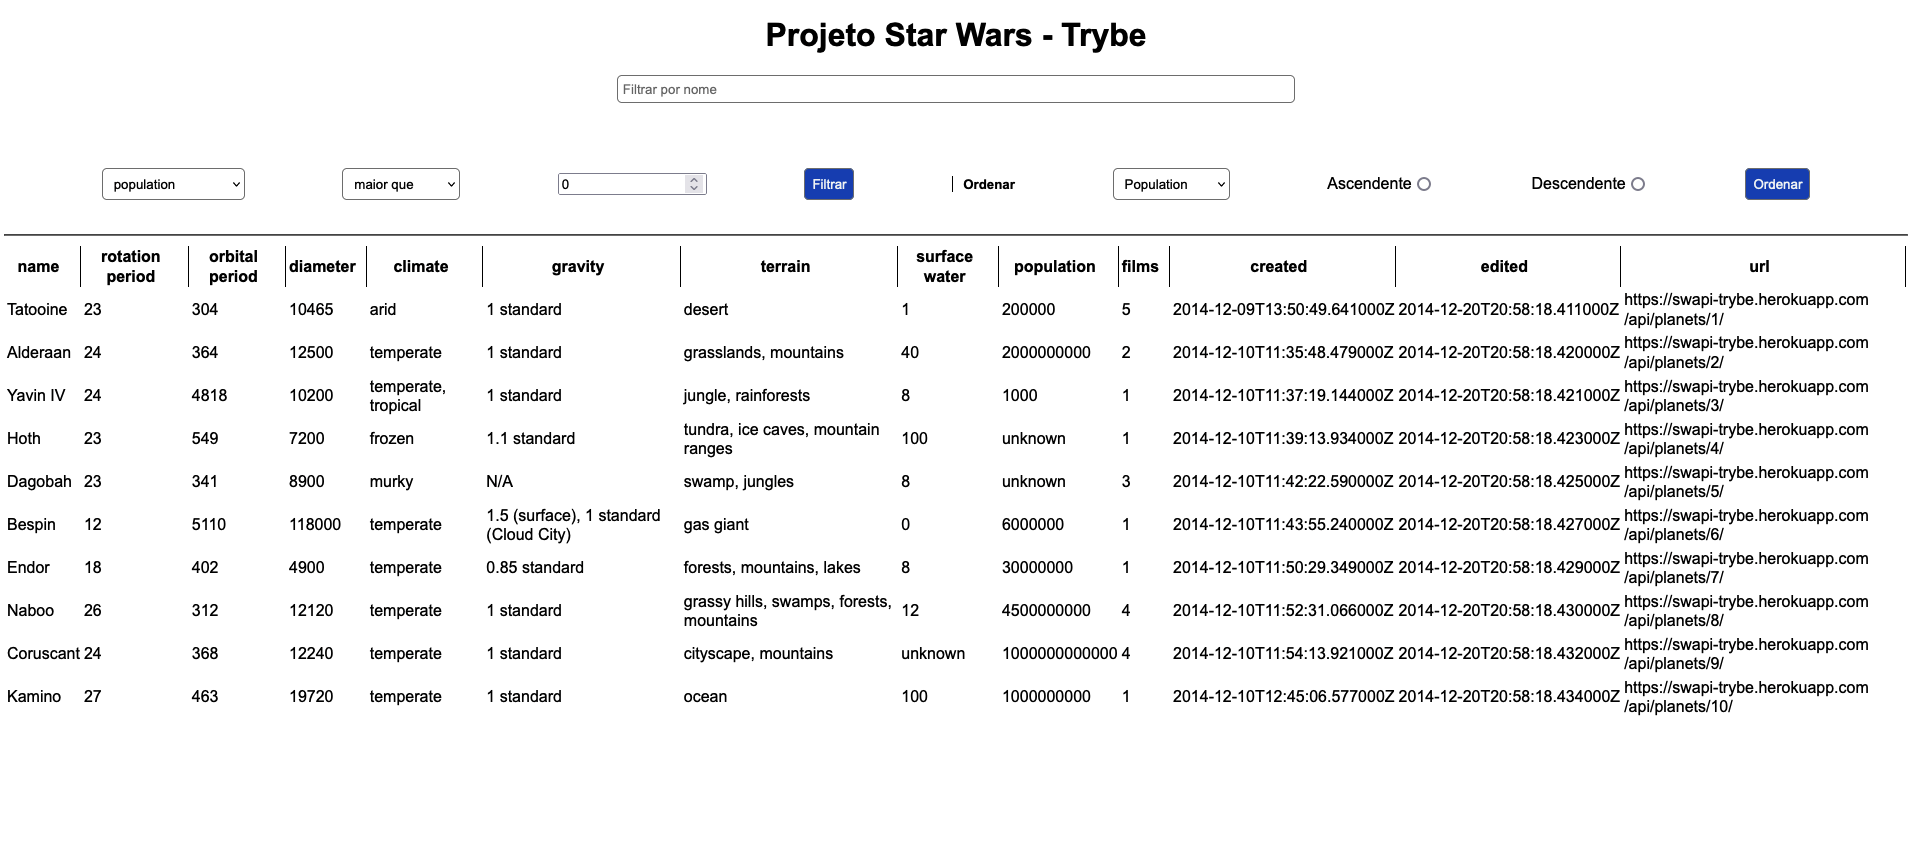 Projeto Star Wars - Trybe
Filtrar por nome
population maior que 0 Filtrar Ordenar Population Ascendente Descendente Ordenar
name rotation period orbital period diameter climate gravity terrain surface water population films created edited url
Tatooine 23 304 10465 arid 1 standard desert 1 200000 5 2014-12-09T13:50:49.641000Z 2014-12-20T20:58:18.411000Z https://swapi-trybe.herokuapp.com/api/planets/1/
Alderaan 24 364 12500 temperate 1 standard grasslands, mountains 40 2000000000 2 2014-12-10T11:35:48.479000Z 2014-12-20T20:58:18.420000Z https://swapi-trybe.herokuapp.com/api/planets/2/
Yavin IV 24 4818 10200 temperate, tropical 1 standard jungle, rainforests 8 1000 1 2014-12-10T11:37:19.144000Z 2014-12-20T20:58:18.421000Z https://swapi-trybe.herokuapp.com/api/planets/3/
Hoth 23 549 7200 frozen 1.1 standard tundra, ice caves, mountain ranges 100 unknown 1 2014-12-10T11:39:13.934000Z 2014-12-20T20:58:18.423000Z https://swapi-trybe.herokuapp.com/api/planets/4/
Dagobah 23 341 8900 murky N/A swamp, jungles 8 unknown 3 2014-12-10T11:42:22.590000Z 2014-12-20T20:58:18.425000Z https://swapi-trybe.herokuapp.com/api/planets/5/
Bespin 12 5110 118000 temperate 1.5 (surface), 1 standard (Cloud City) gas giant 0 6000000 1 2014-12-10T11:43:55.240000Z 2014-12-20T20:58:18.427000Z https://swapi-trybe.herokuapp.com/api/planets/6/
Endor 18 402 4900 temperate 0.85 standard forests, mountains, lakes 8 30000000 1 2014-12-10T11:50:29.349000Z 2014-12-20T20:58:18.429000Z https://swapi-trybe.herokuapp.com/api/planets/7/
Naboo 26 312 12120 temperate 1 standard grassy hills, swamps, forests, mountains 12 4500000000 4 2014-12-10T11:52:31.066000Z 2014-12-20T20:58:18.430000Z https://swapi-trybe.herokuapp.com/api/planets/8/
Coruscant 24 368 12240 temperate 1 standard cityscape, mountains unknown 1000000000000 4 2014-12-10T11:54:13.921000Z 2014-12-20T20:58:18.432000Z https://swapi-trybe.herokuapp.com/api/planets/9/
Kamino 27 463 19720 temperate 1 standard ocean 100 1000000000 1 2014-12-10T12:45:06.577000Z 2014-12-20T20:58:18.434000Z https://swapi-trybe.herokuapp.com/api/planets/10/